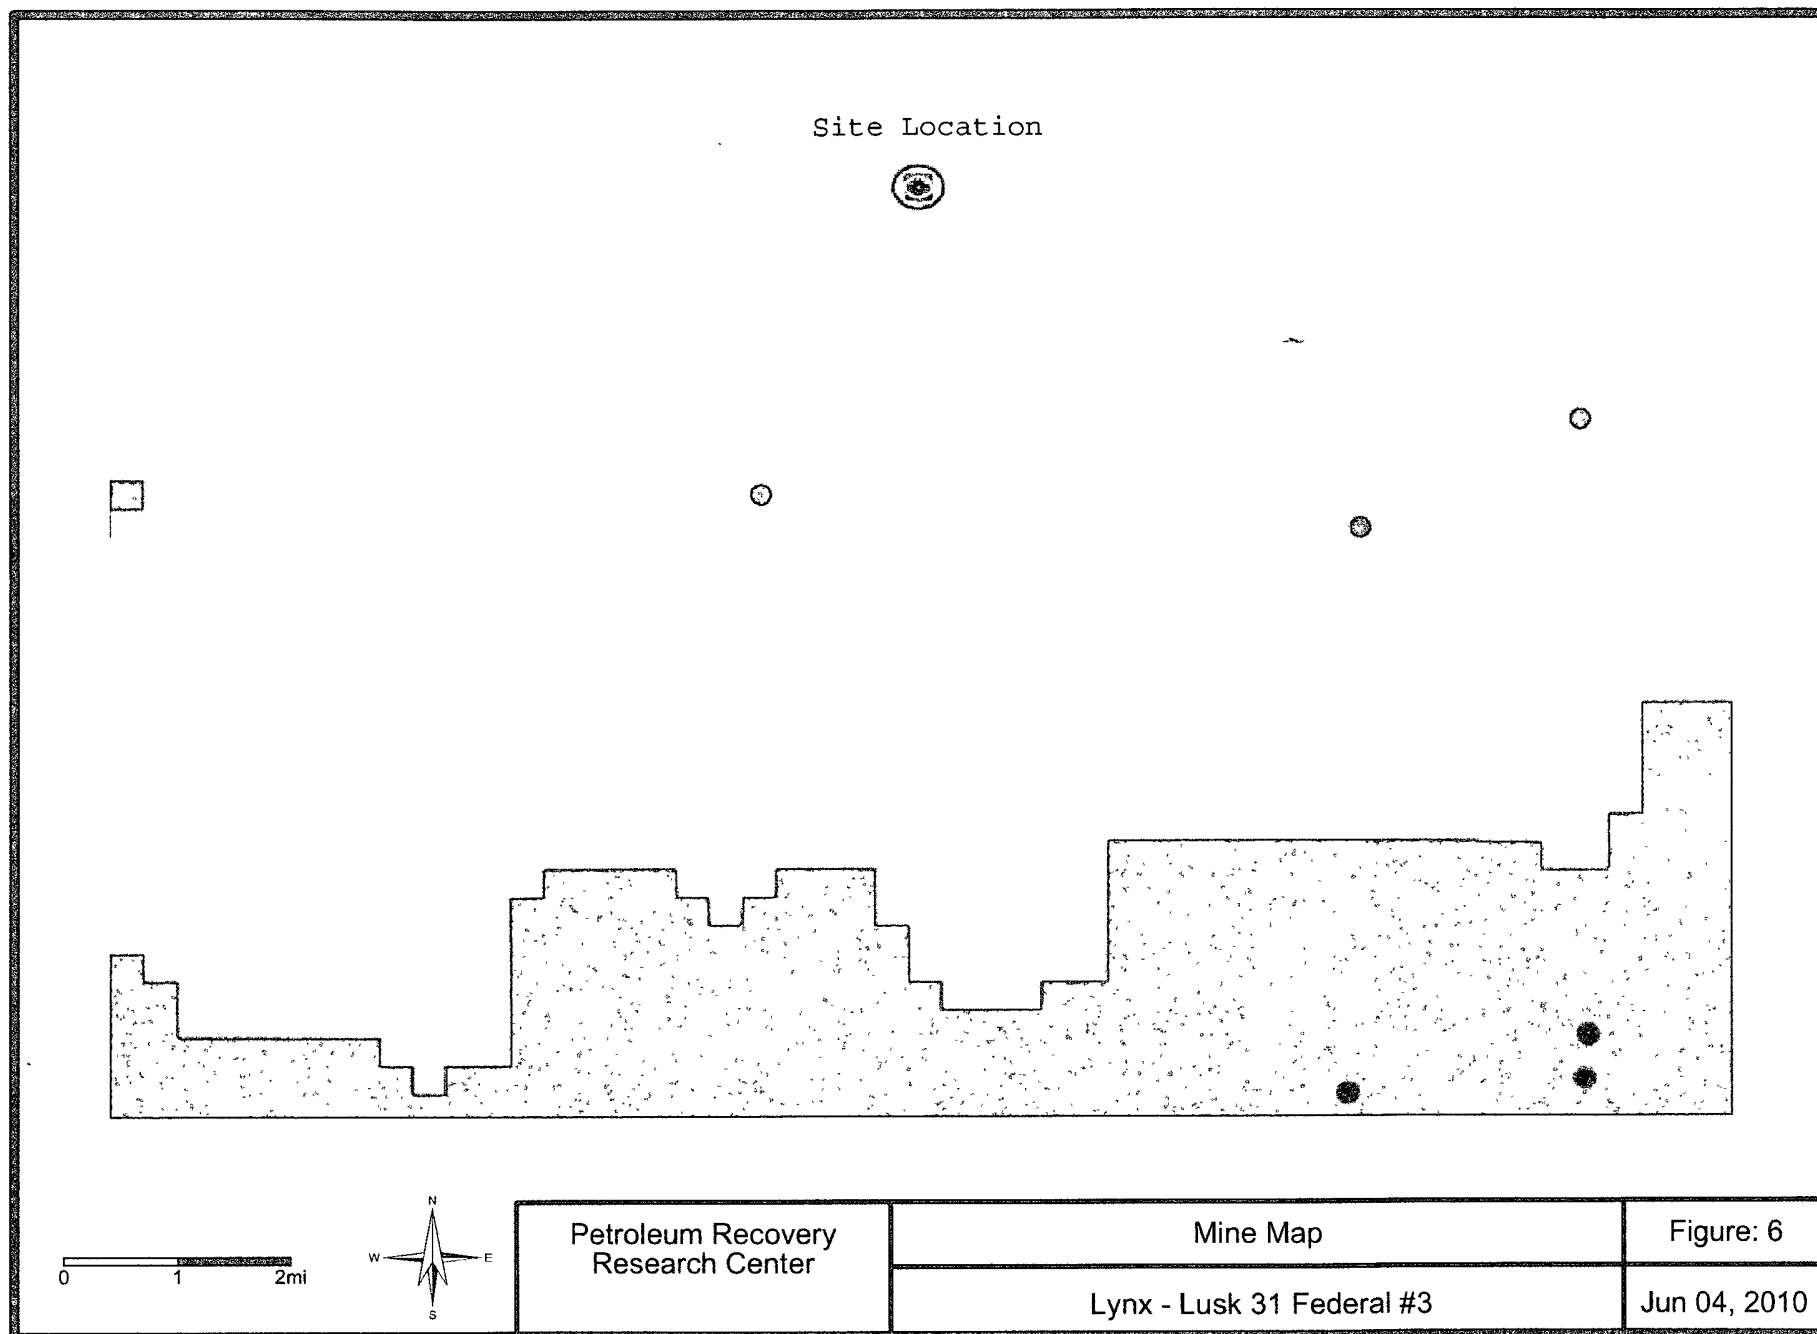 Site Location
N
W
E
S
0 1 2mi
Petroleum Recovery
Research Center
Mine Map
Figure: 6
Lynx - Lusk 31 Federal #3
Jun 04, 2010